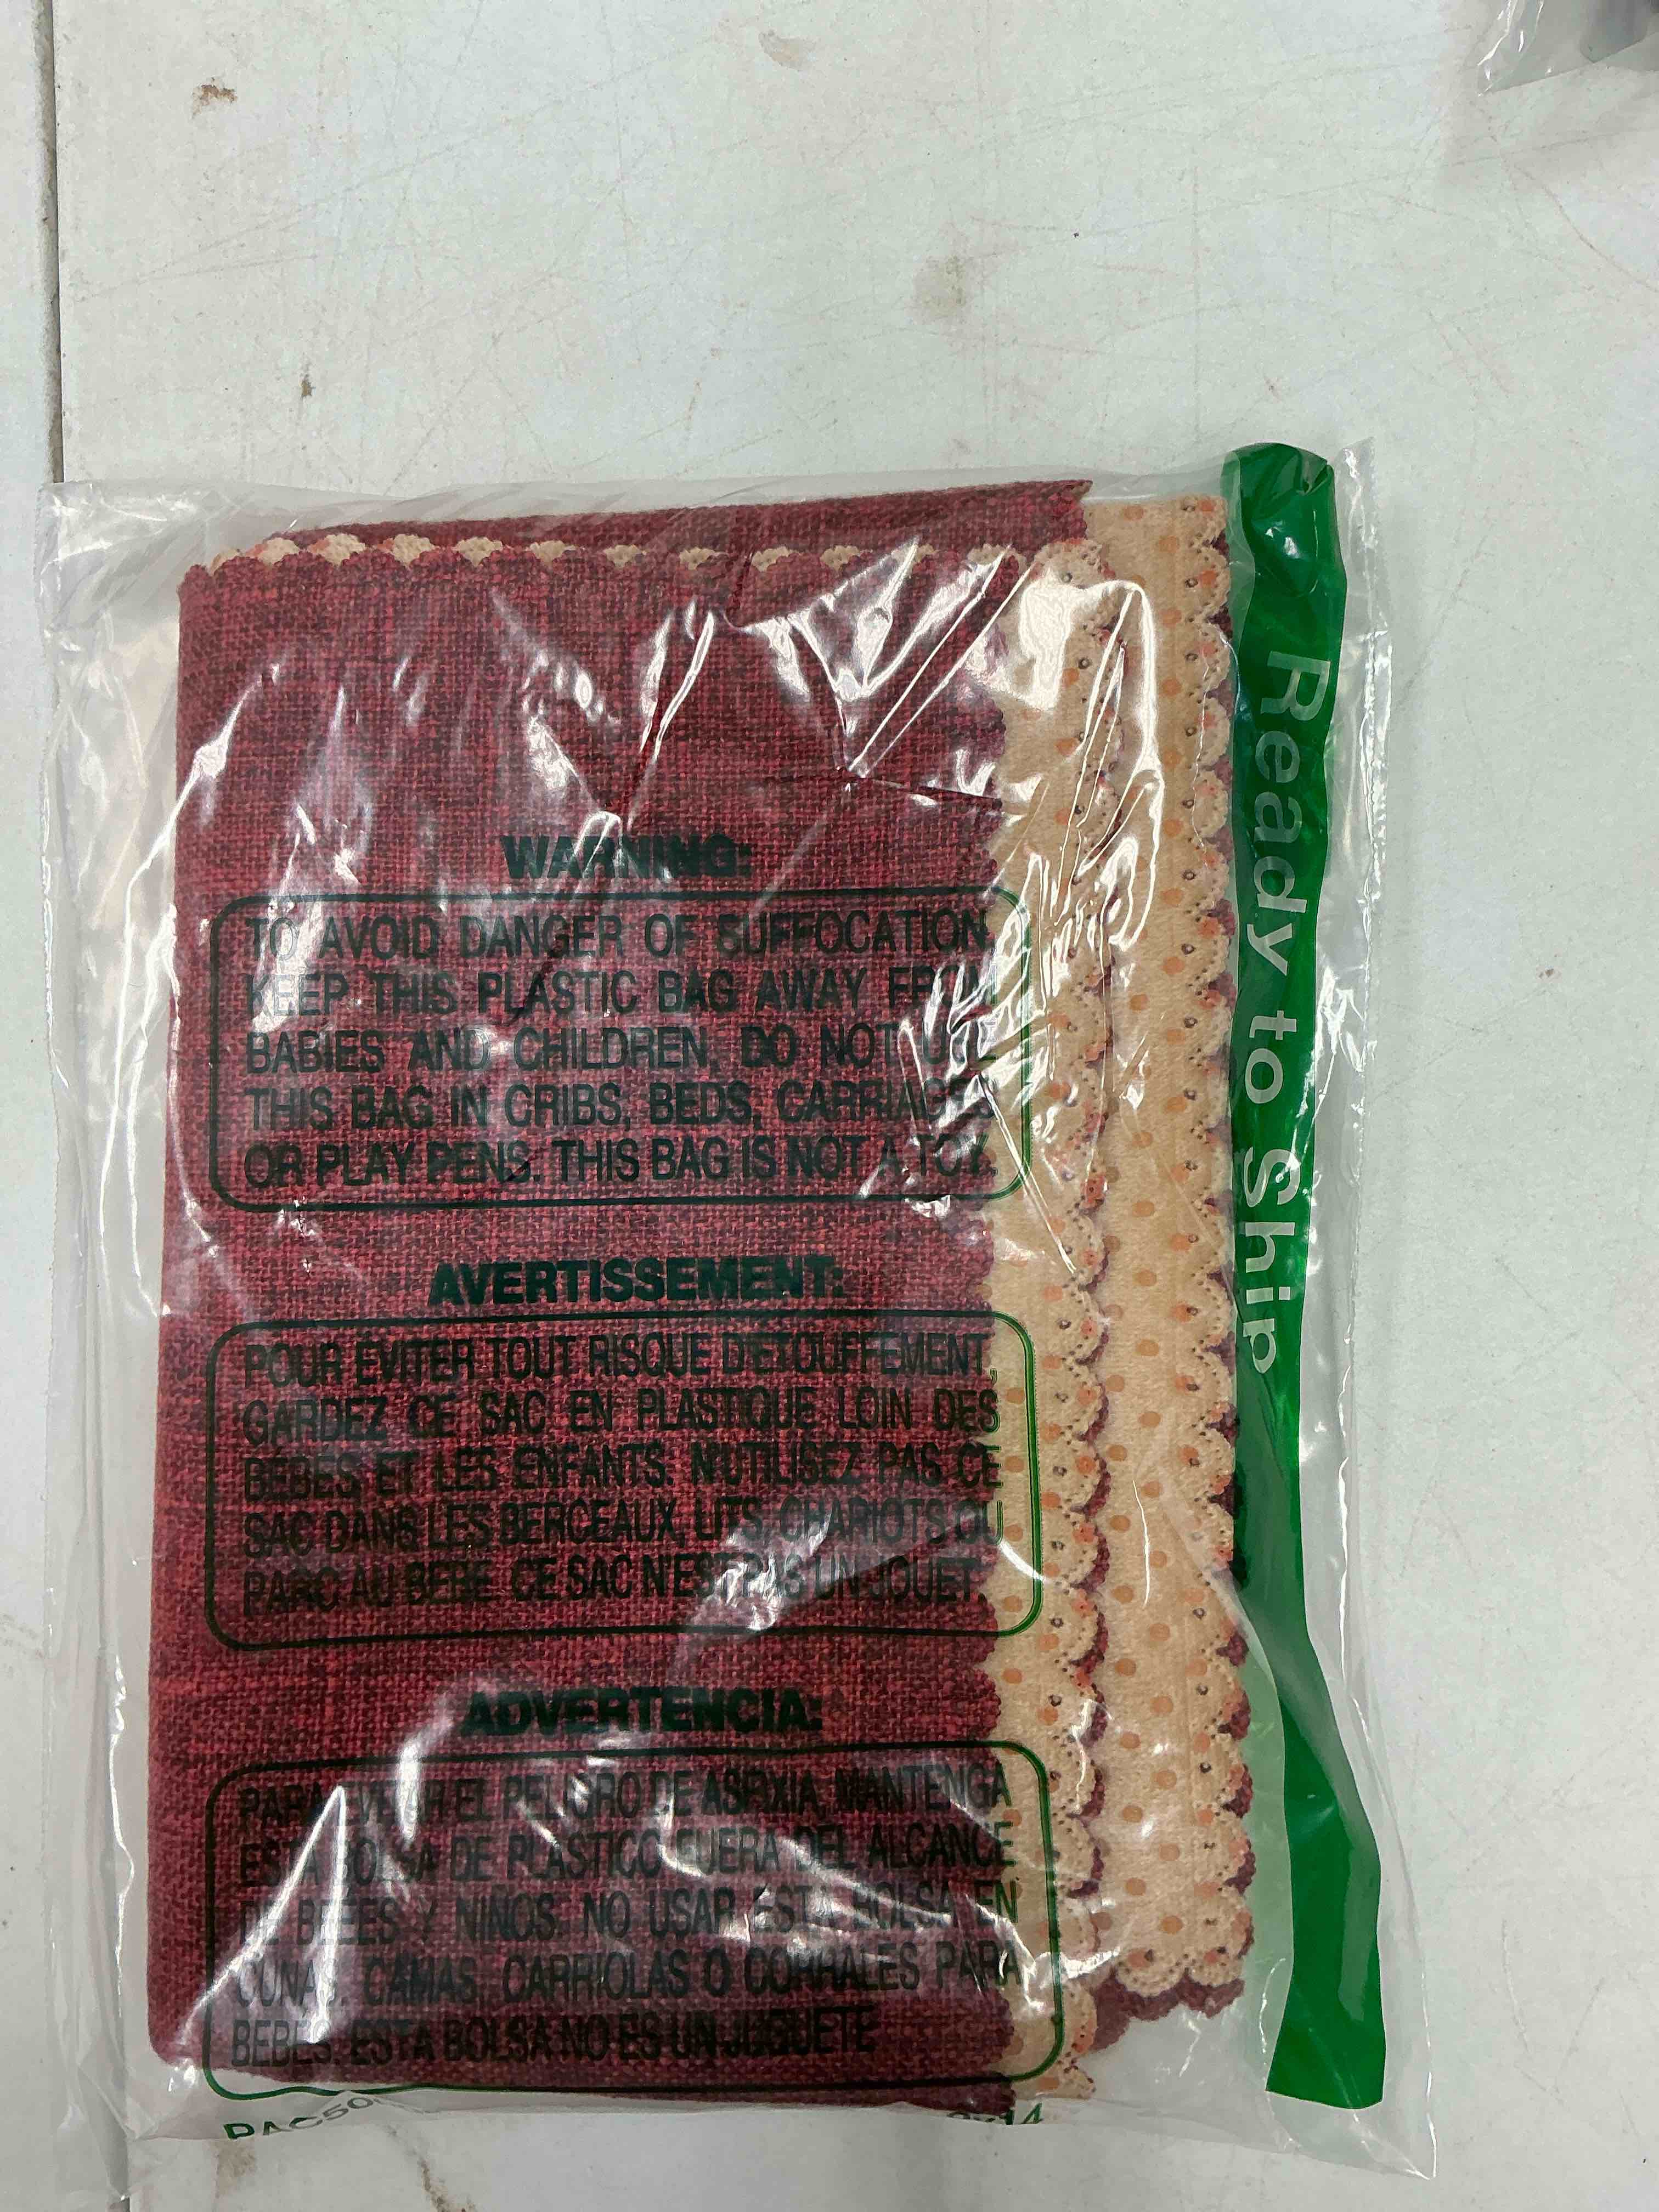 WARNING:
TO AVOID DANGER OF SUFFOCATION
KEEP THIS PLASTIC BAG AWAY FROM
BABIES AND CHILDREN, DO NOT USE
THIS BAG IN CRIBS, BEDS, CARRIAGES
OR PLAY PENS. THIS BAG IS NOT A TOY.
AVERTISSEMENT:
POUR ÉVITER TOUT RISQUE D'ETOUFFEMENT,
GARDEZ CE SAC EN PLASTIQUE LOIN DES
BEBES ET LES ENFANTS. N'UTILISEZ PAS CE
SAC DANS LES BERCEAUX, LITS, CHARIOTS OU
PARC AU BEBE. CE SAC N'EST PAS UN JOUET.
ADVERTENCIA:
PARA EVITAR EL PELIGRO DE ASFIXIA, MANTENGA
ESTA BOLSA DE PLASTICO FUERA DEL ALCANCE
DE BEBES Y NINOS. NO USAR ESTA BOLSA EN
CUNAS, CAMAS, CARRIOLAS O CORRALES PARA
BEBES. ESTA BOLSA NO ES UN JUGUETE
Ready to Ship